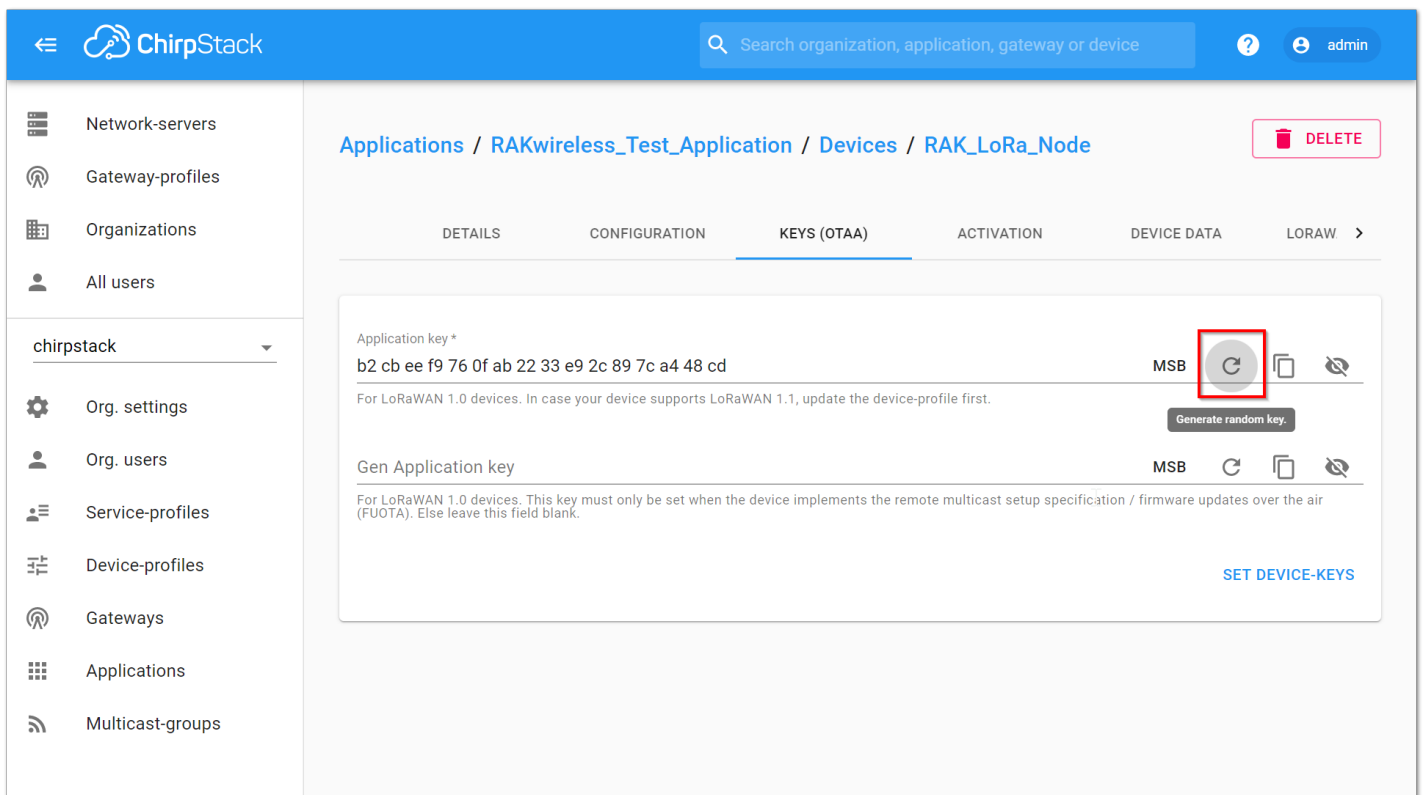 ChirpStack
Search organization, application, gateway or device
? admin
Network-servers
Gateway-profiles
Organizations
All users
chirpstack
Org. settings
Org. users
Service-profiles
Device-profiles
Gateways
Applications
Multicast-groups
Applications / RAKwireless_Test_Application / Devices / RAK_LoRa_Node
DELETE
DETAILS CONFIGURATION KEYS (OTAA) ACTIVATION DEVICE DATA LORAW
Application key *
b2 cb ee f9 76 0f ab 22 33 e9 2c 89 7c a4 48 cd MSB
For LoRaWAN 1.0 devices. In case your device supports LoRaWAN 1.1, update the device-profile first.
Generate random key.
Gen Application key MSB
For LoRaWAN 1.0 devices. This key must only be set when the device implements the remote multicast setup specification / firmware updates over the air
(FUOTA). Else leave this field blank.
SET DEVICE-KEYS